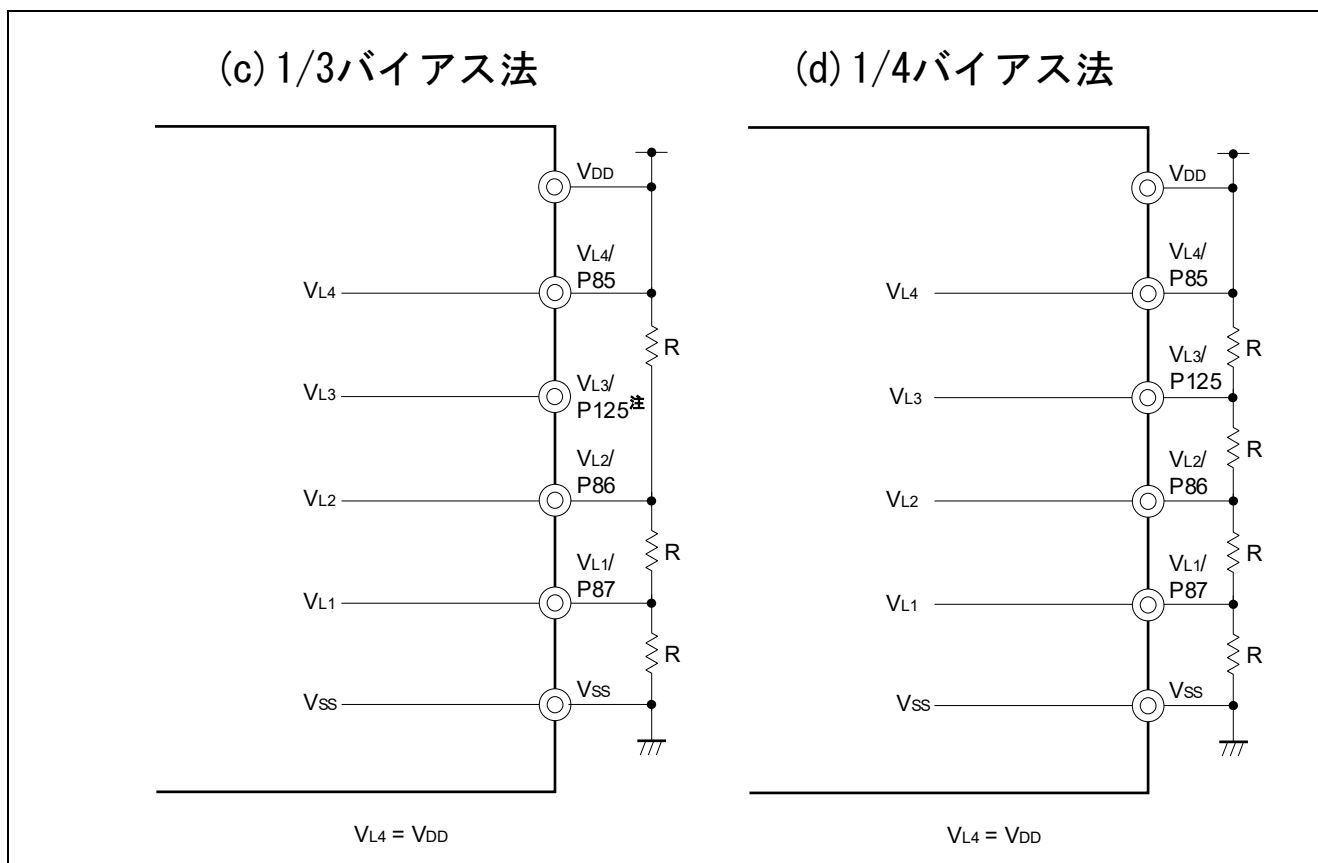 (c) 1/3バイアス法
VDD
VL4/
P85
VL4
R
VL3/
P125注
VL3
VL2/
P86
VL2
R
VL1/
P87
VL1
R
VSS
VSS
VL4 = VDD
(d) 1/4バイアス法
VDD
VL4/
P85
VL4
R
VL3/
P125
VL3
R
VL2/
P86
VL2
R
VL1/
P87
VL1
R
VSS
VSS
VL4 = VDD